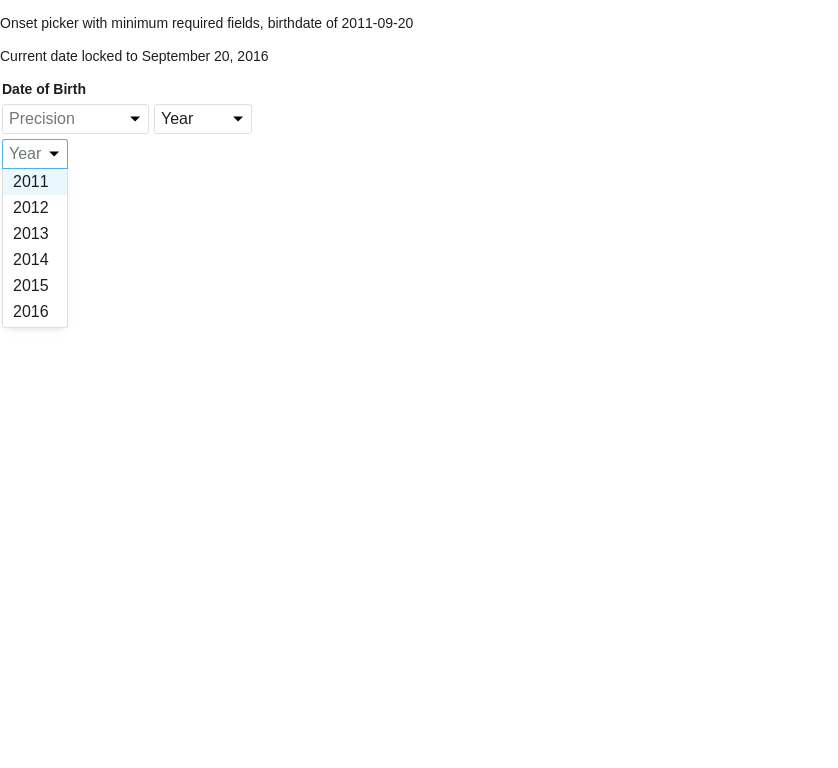 Onset picker with minimum required fields, birthdate of 2011-09-20
Current date locked to September 20, 2016
Date of Birth
Precision Year
Year
2011
2012
2013
2014
2015
2016